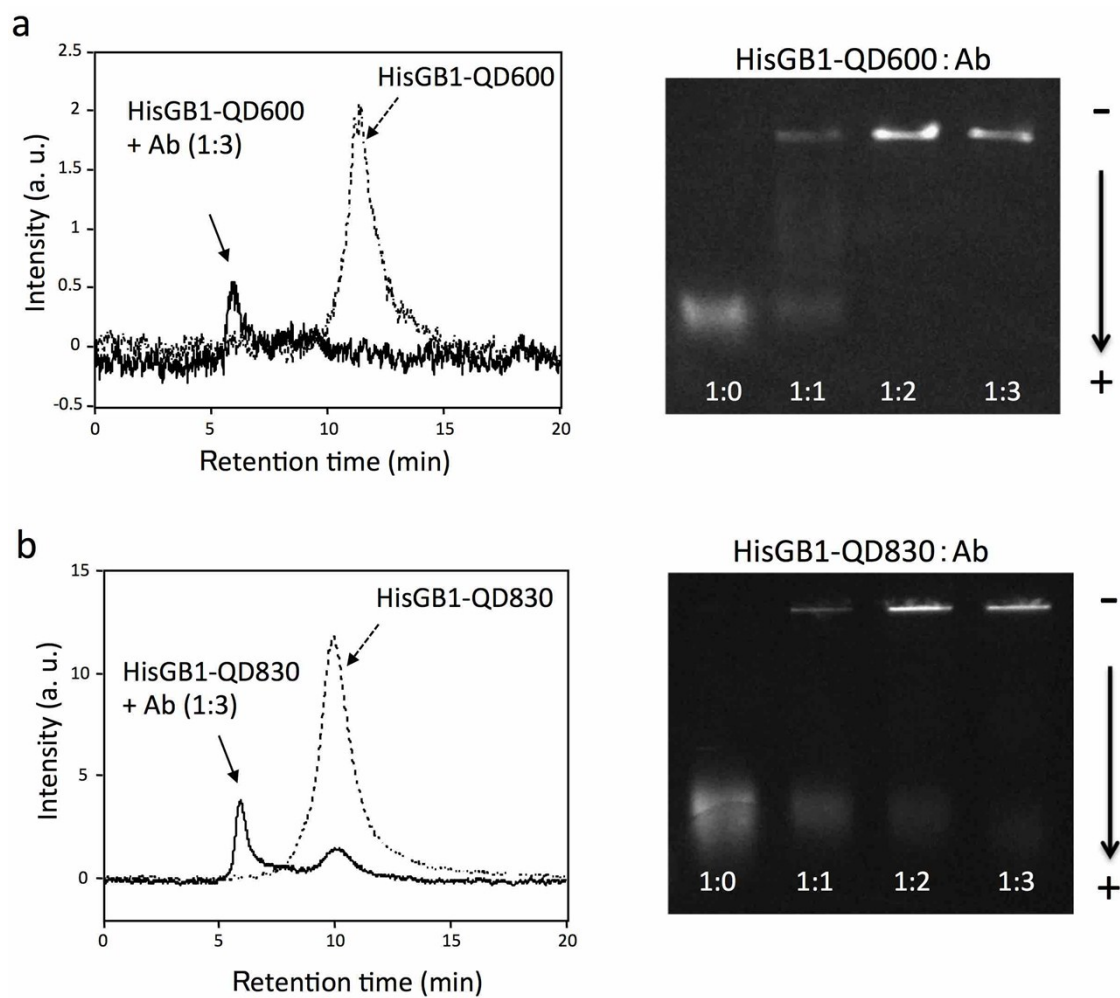 a
2.5
2
1.5
1
0.5
0
-0.5
Intensity (a. u.)
HisGB1-QD600
+ Ab (1:3)
HisGB1-QD600
0 5 10 15 20
Retention time (min)
HisGB1-QD600 : Ab
1:0 1:1 1:2 1:3
-
+
b
15
10
5
0
Intensity (a. u.)
HisGB1-QD830
+ Ab (1:3)
HisGB1-QD830
0 5 10 15 20
Retention time (min)
HisGB1-QD830 : Ab
1:0 1:1 1:2 1:3
-
+